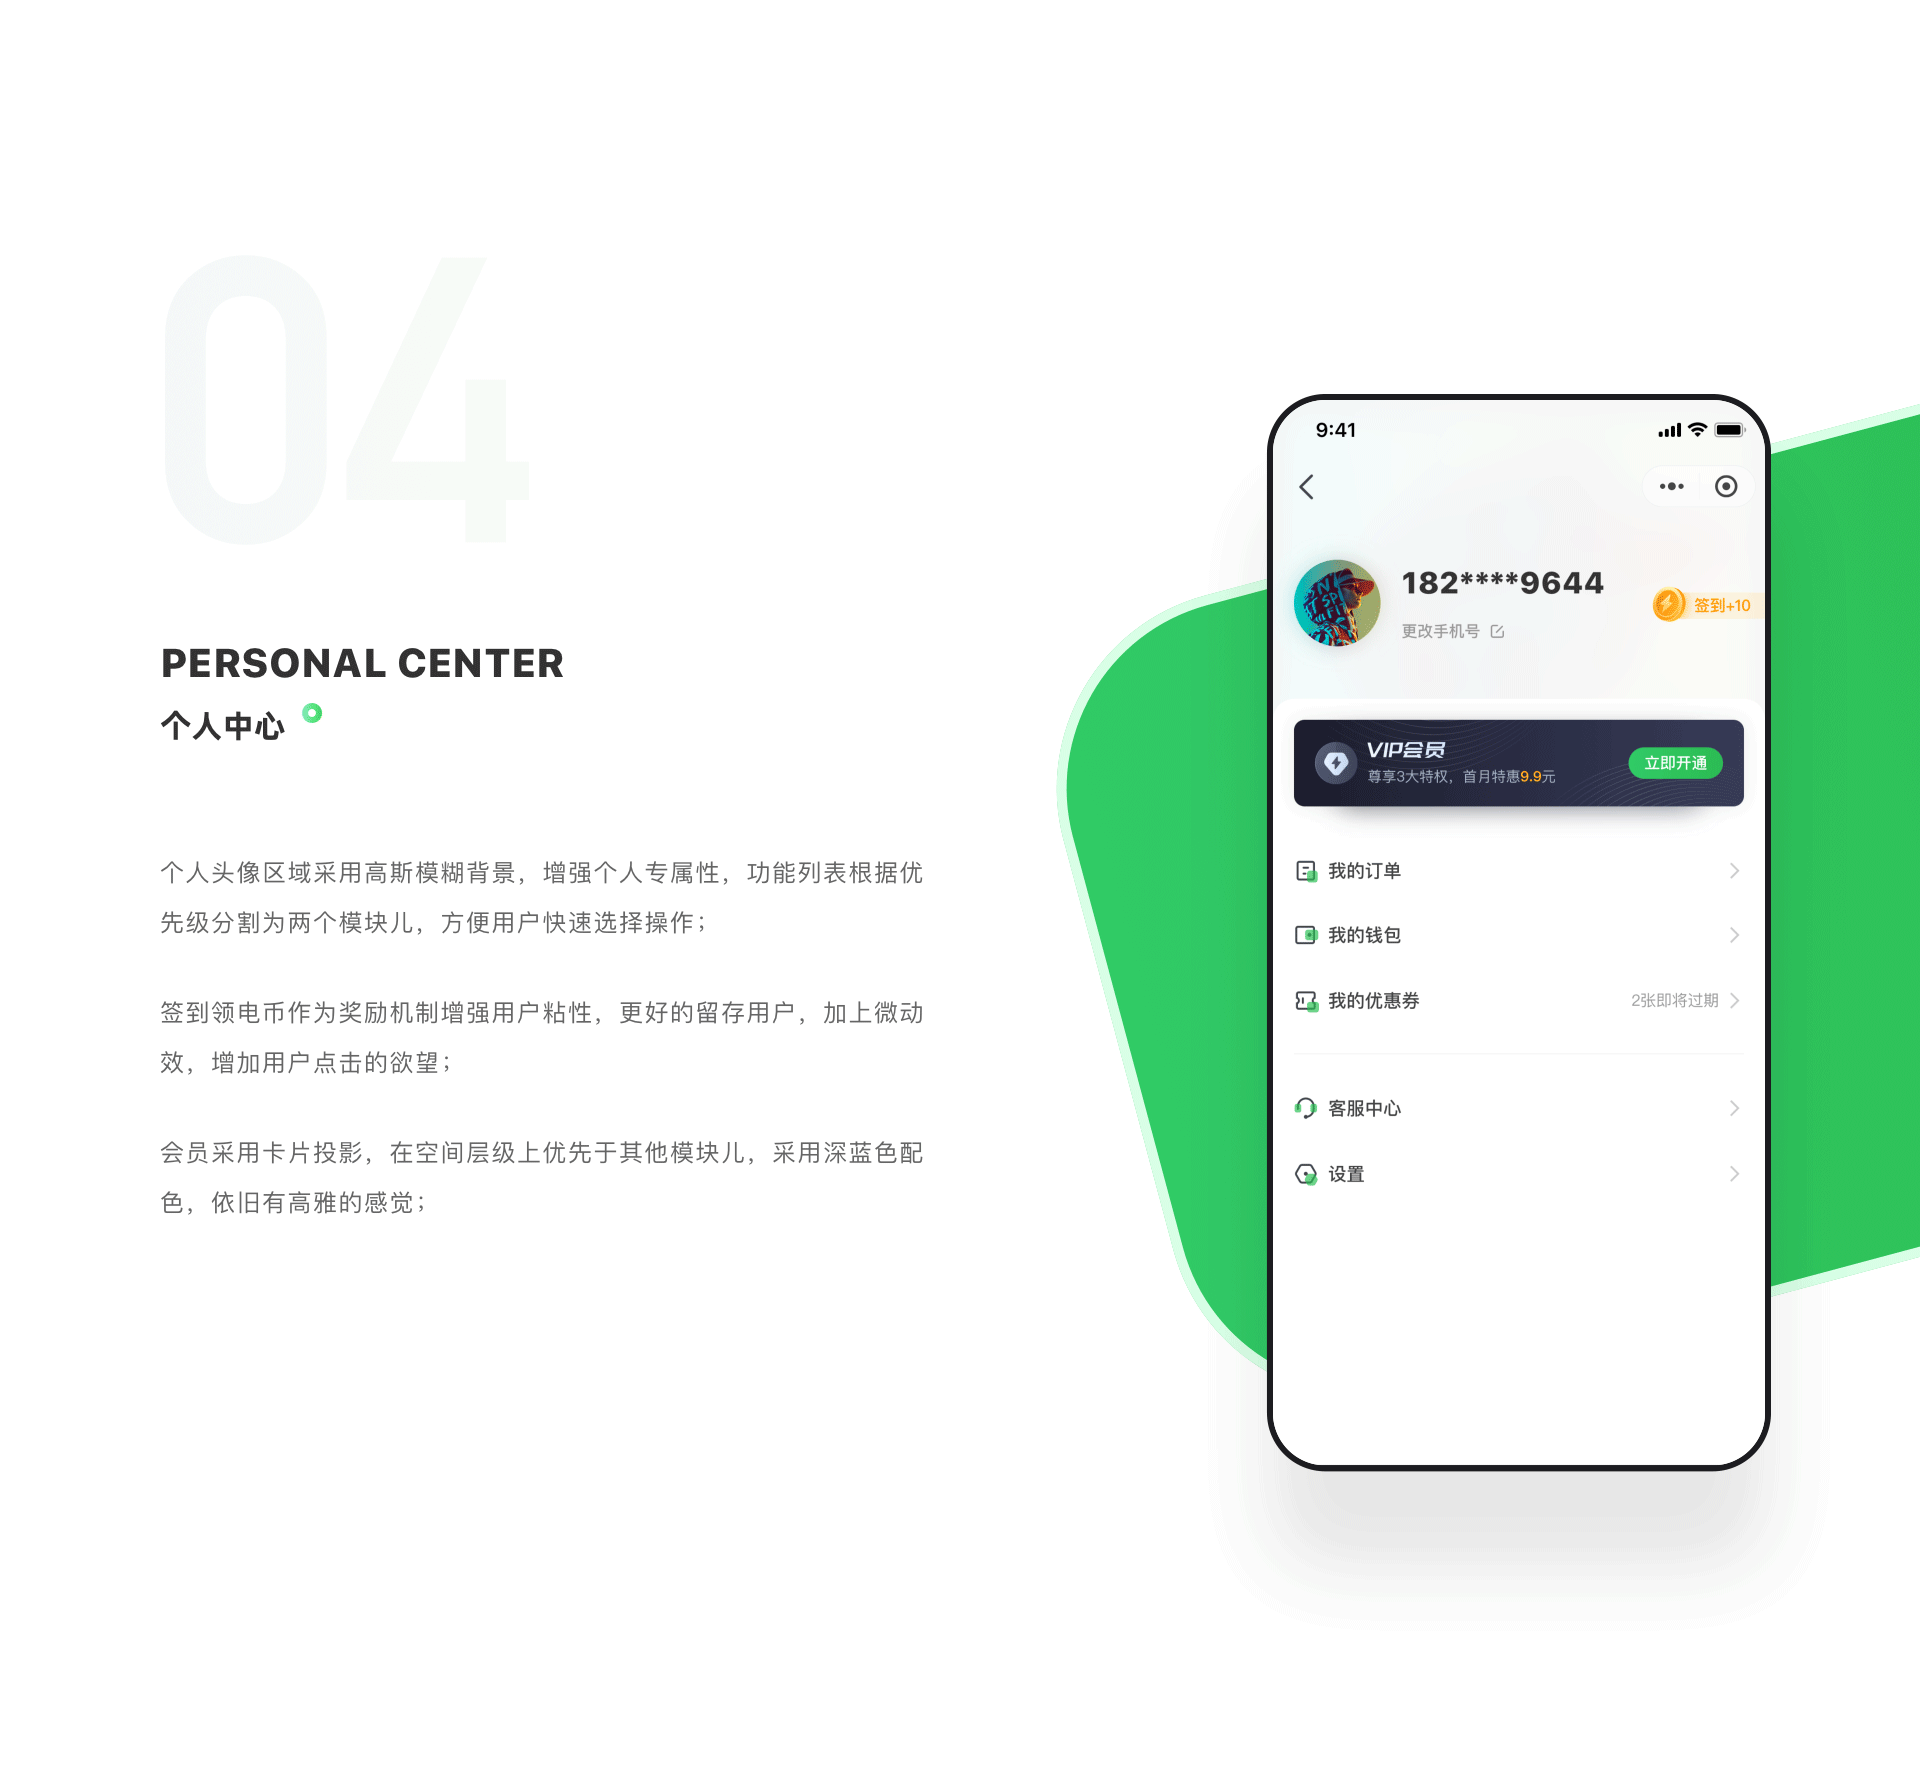 04
PERSONAL CENTER
个人中心
个人头像区域采用高斯模糊背景，增强个人专属性，功能列表根据优
先级分割为两个模块儿，方便用户快速选择操作；
签到领电币作为奖励机制增强用户粘性，更好的留存用户，加上微动
效，增加用户点击的欲望；
会员采用卡片投影，在空间层级上优先于其他模块儿，采用深蓝色配
色，依旧有高雅的感觉；
9:41
182****9644
更改手机号
签到+10
VIP会员
尊享3大特权，首月特惠9.9元
立即开通
我的订单
我的钱包
我的优惠券
2张即将过期
客服中心
设置